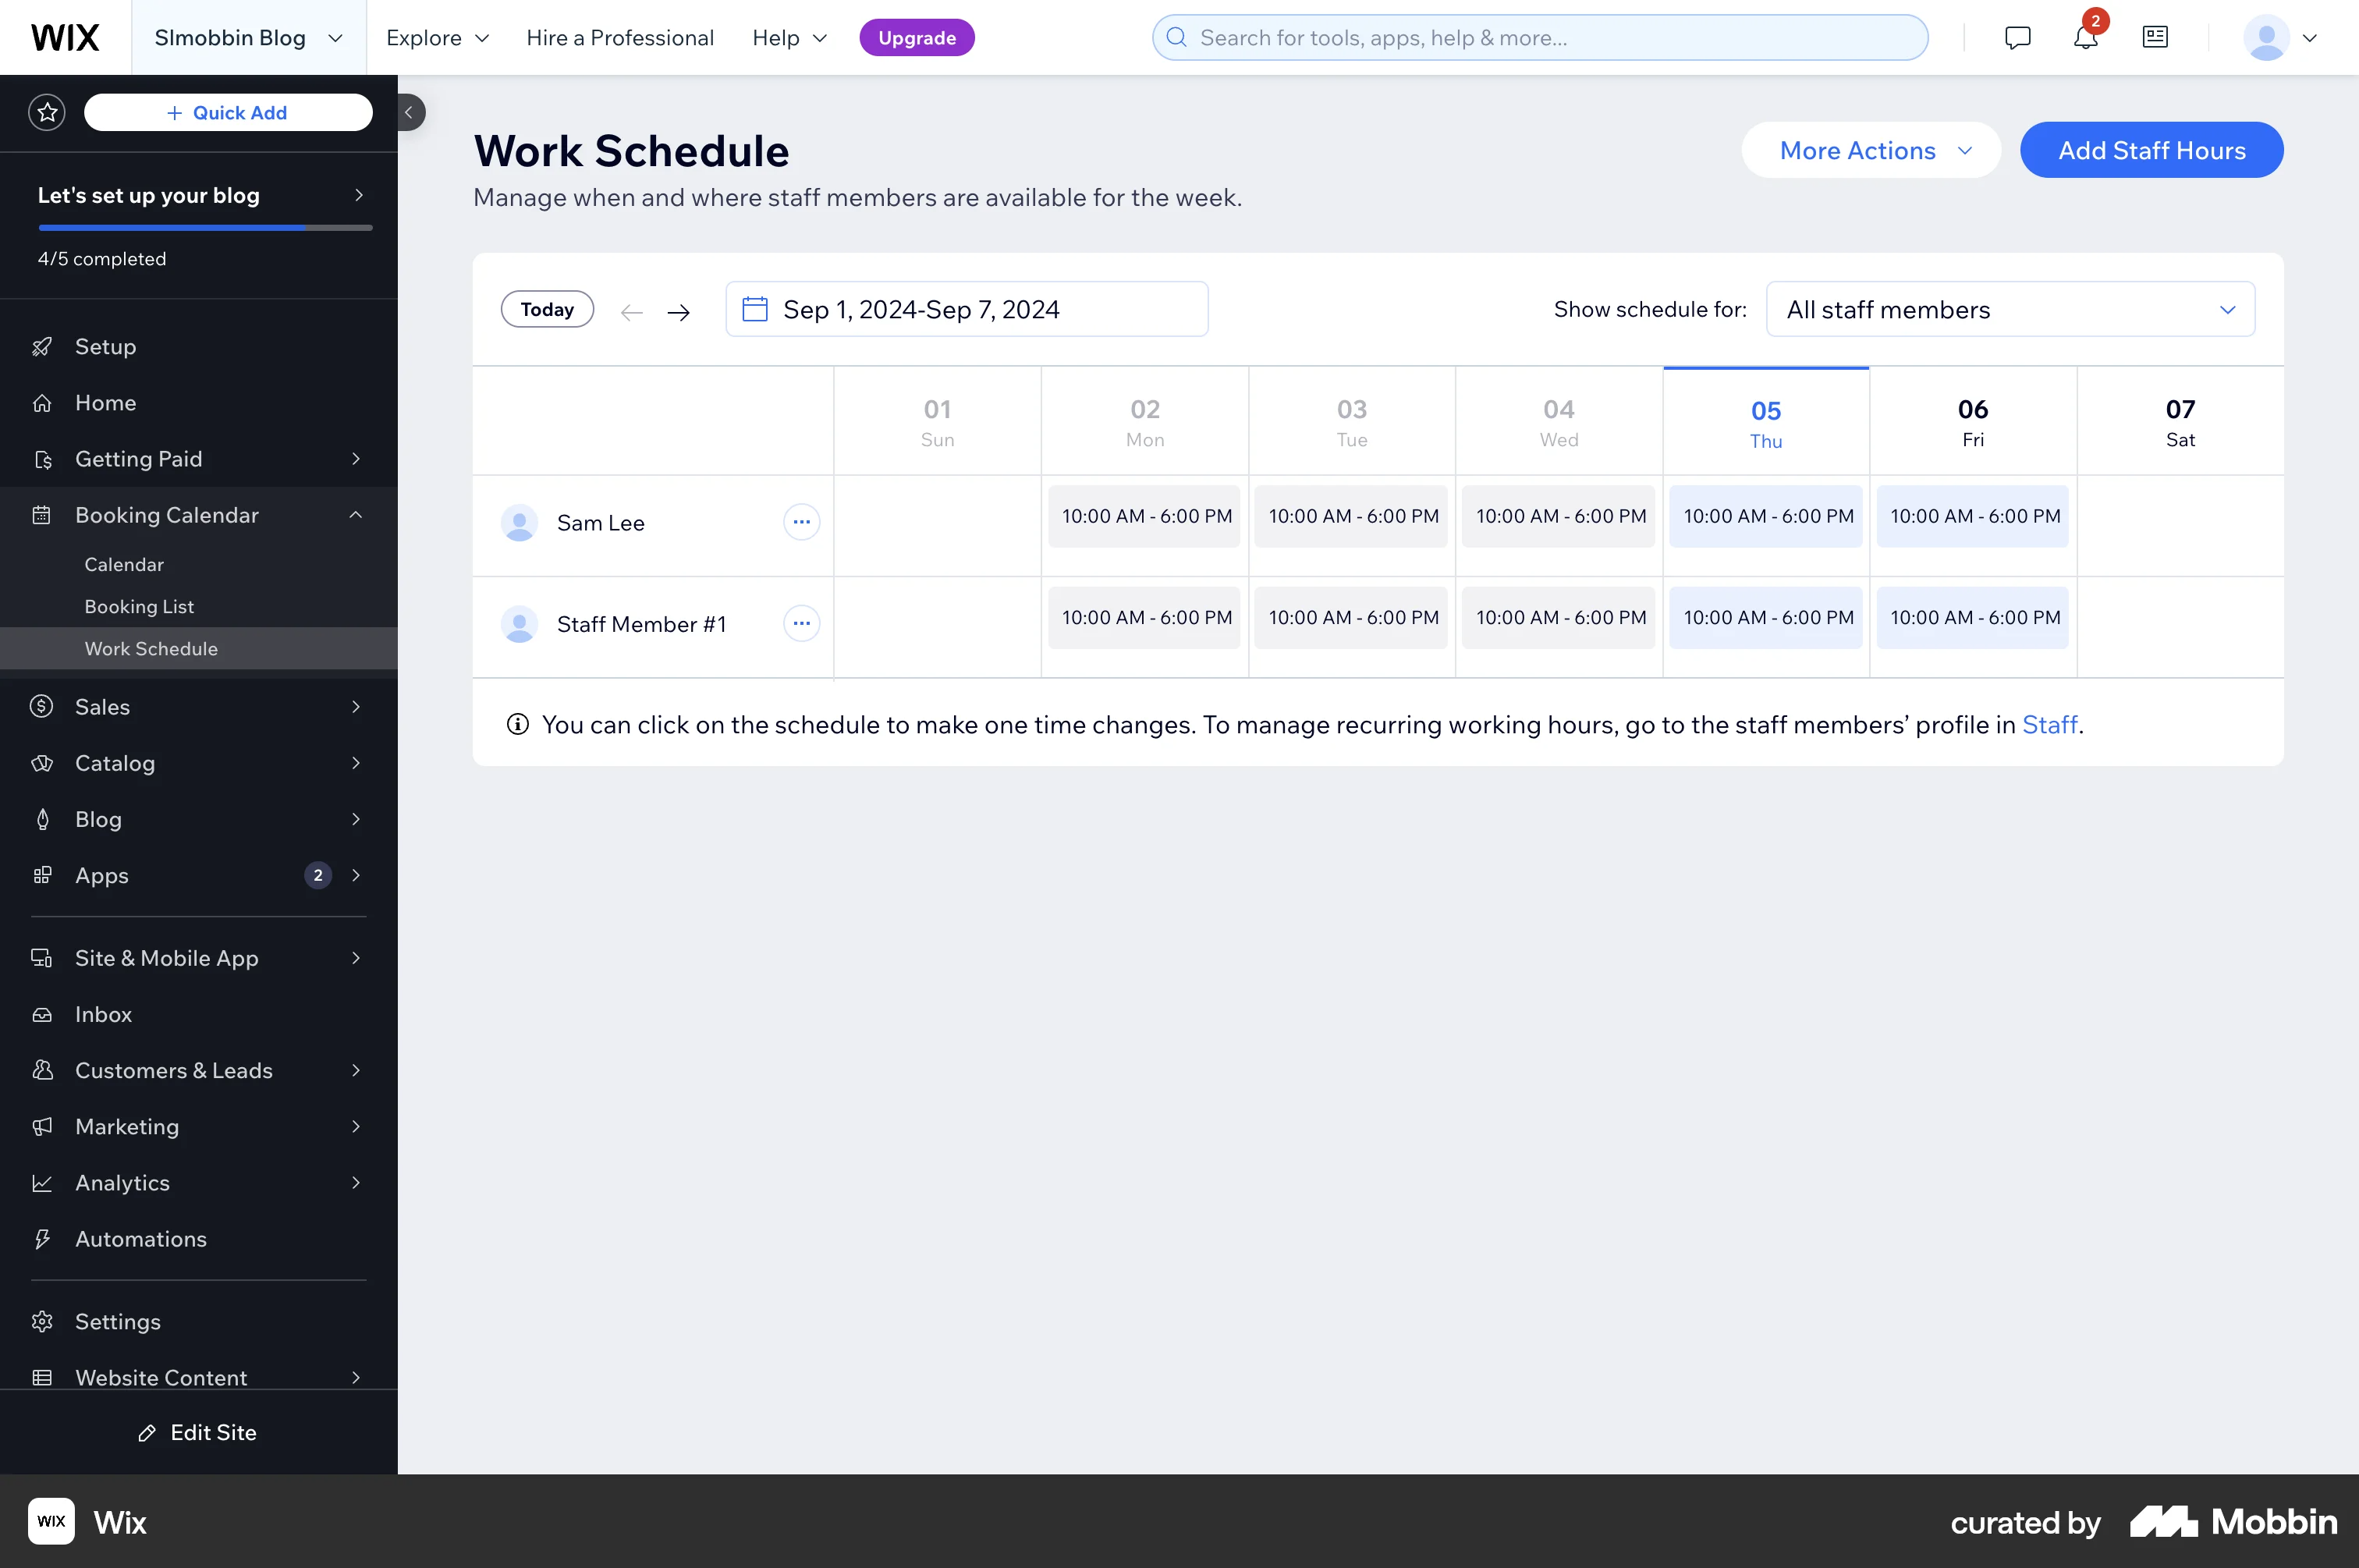 WIX
Slmobbin Blog
Explore
Hire a Professional
Help
Upgrade
Search for tools, apps, help & more...
2
Quick Add
Let's set up your blog
4/5 completed
Setup
Home
Getting Paid
Booking Calendar
Calendar
Booking List
Work Schedule
Sales
Catalog
Blog
Apps 2
Site & Mobile App
Inbox
Customers & Leads
Marketing
Analytics
Automations
Settings
Website Content
Edit Site
Work Schedule
Manage when and where staff members are available for the week.
More Actions
Add Staff Hours
Today
Sep 1, 2024-Sep 7, 2024
Show schedule for: All staff members
01 02 03 04 05 06 07
Sun Mon Tue Wed Thu Fri Sat
Sam Lee 10:00 AM - 6:00 PM 10:00 AM - 6:00 PM 10:00 AM - 6:00 PM 10:00 AM - 6:00 PM 10:00 AM - 6:00 PM
Staff Member #1 10:00 AM - 6:00 PM 10:00 AM - 6:00 PM 10:00 AM - 6:00 PM 10:00 AM - 6:00 PM 10:00 AM - 6:00 PM
You can click on the schedule to make one time changes. To manage recurring working hours, go to the staff members’ profile in Staff.
WIX Wix
curated by Mobbin